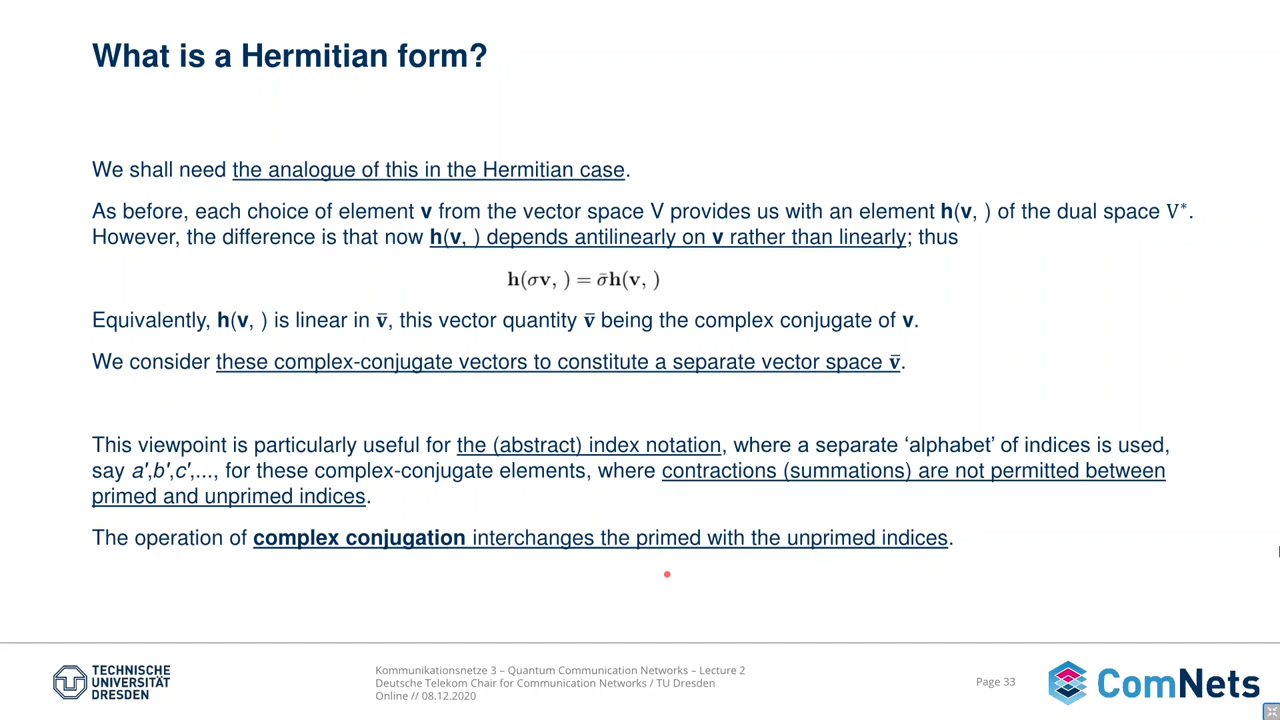 What is a Hermitian form?
We shall need the analogue of this in the Hermitian case.
As before, each choice of element v from the vector space V provides us with an element h(v, ) of the dual space V*.
However, the difference is that now h(v, ) depends antilinearly on v rather than linearly; thus
h(σv, ) = σ̄h(v, )
Equivalently, h(v, ) is linear in v̄, this vector quantity v̄ being the complex conjugate of v.
We consider these complex-conjugate vectors to constitute a separate vector space v̄.
This viewpoint is particularly useful for the (abstract) index notation, where a separate ‘alphabet’ of indices is used,
say a′,b′,c′,..., for these complex-conjugate elements, where contractions (summations) are not permitted between
primed and unprimed indices.
The operation of complex conjugation interchanges the primed with the unprimed indices.
TECHNISCHE
UNIVERSITÄT
DRESDEN
Kommunikationsnetze 3 – Quantum Communication Networks – Lecture 2
Deutsche Telekom Chair for Communication Networks / TU Dresden
Online // 08.12.2020
Page 33
ComNets